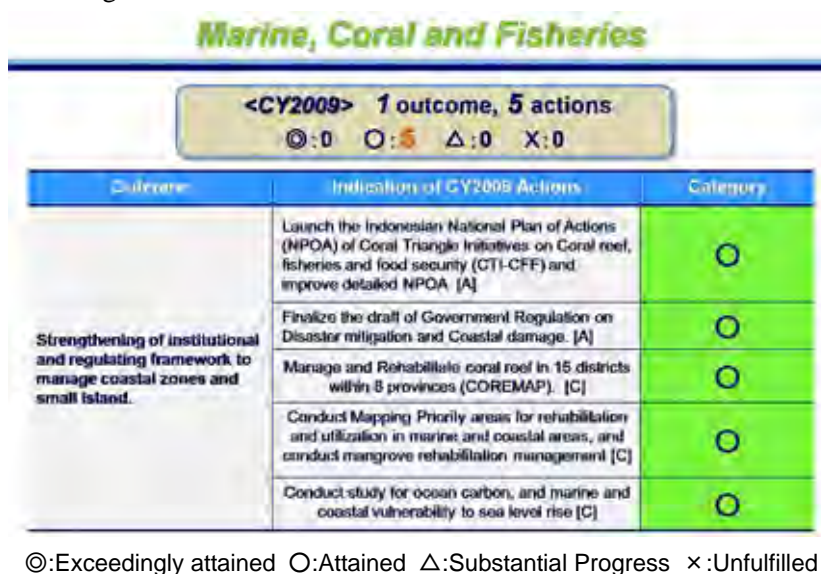 Marine, Coral and Fisheries
<CY2009> 1 outcome, 5 actions
◎:0 ○:5 △:0 X:0
Outcome
Indication of CY2009 Actions
Category
Strengthening of institutional
and regulating framework to
manage coastal zones and
small island.
Launch the Indonesian National Plan of Actions
(NPOA) of Coral Triangle Initiatives on Coral reef,
fisheries and food security (CTI-CFF) and
improve detailed NPOA [A]
○
Finalize the draft of Government Regulation on
Disaster mitigation and Coastal damage. [A]
○
Manage and Rehabilitate coral reef in 15 districts
within 8 provinces (COREMAP). [C]
○
Conduct Mapping Priority areas for rehabilitation
and utilization in marine and coastal areas, and
conduct mangrove rehabilitation management [C]
○
Conduct study for ocean carbon, and marine and
coastal vulnerability to sea level rise [C]
○
◎:Exceedingly attained ○:Attained △:Substantial Progress ×:Unfulfilled